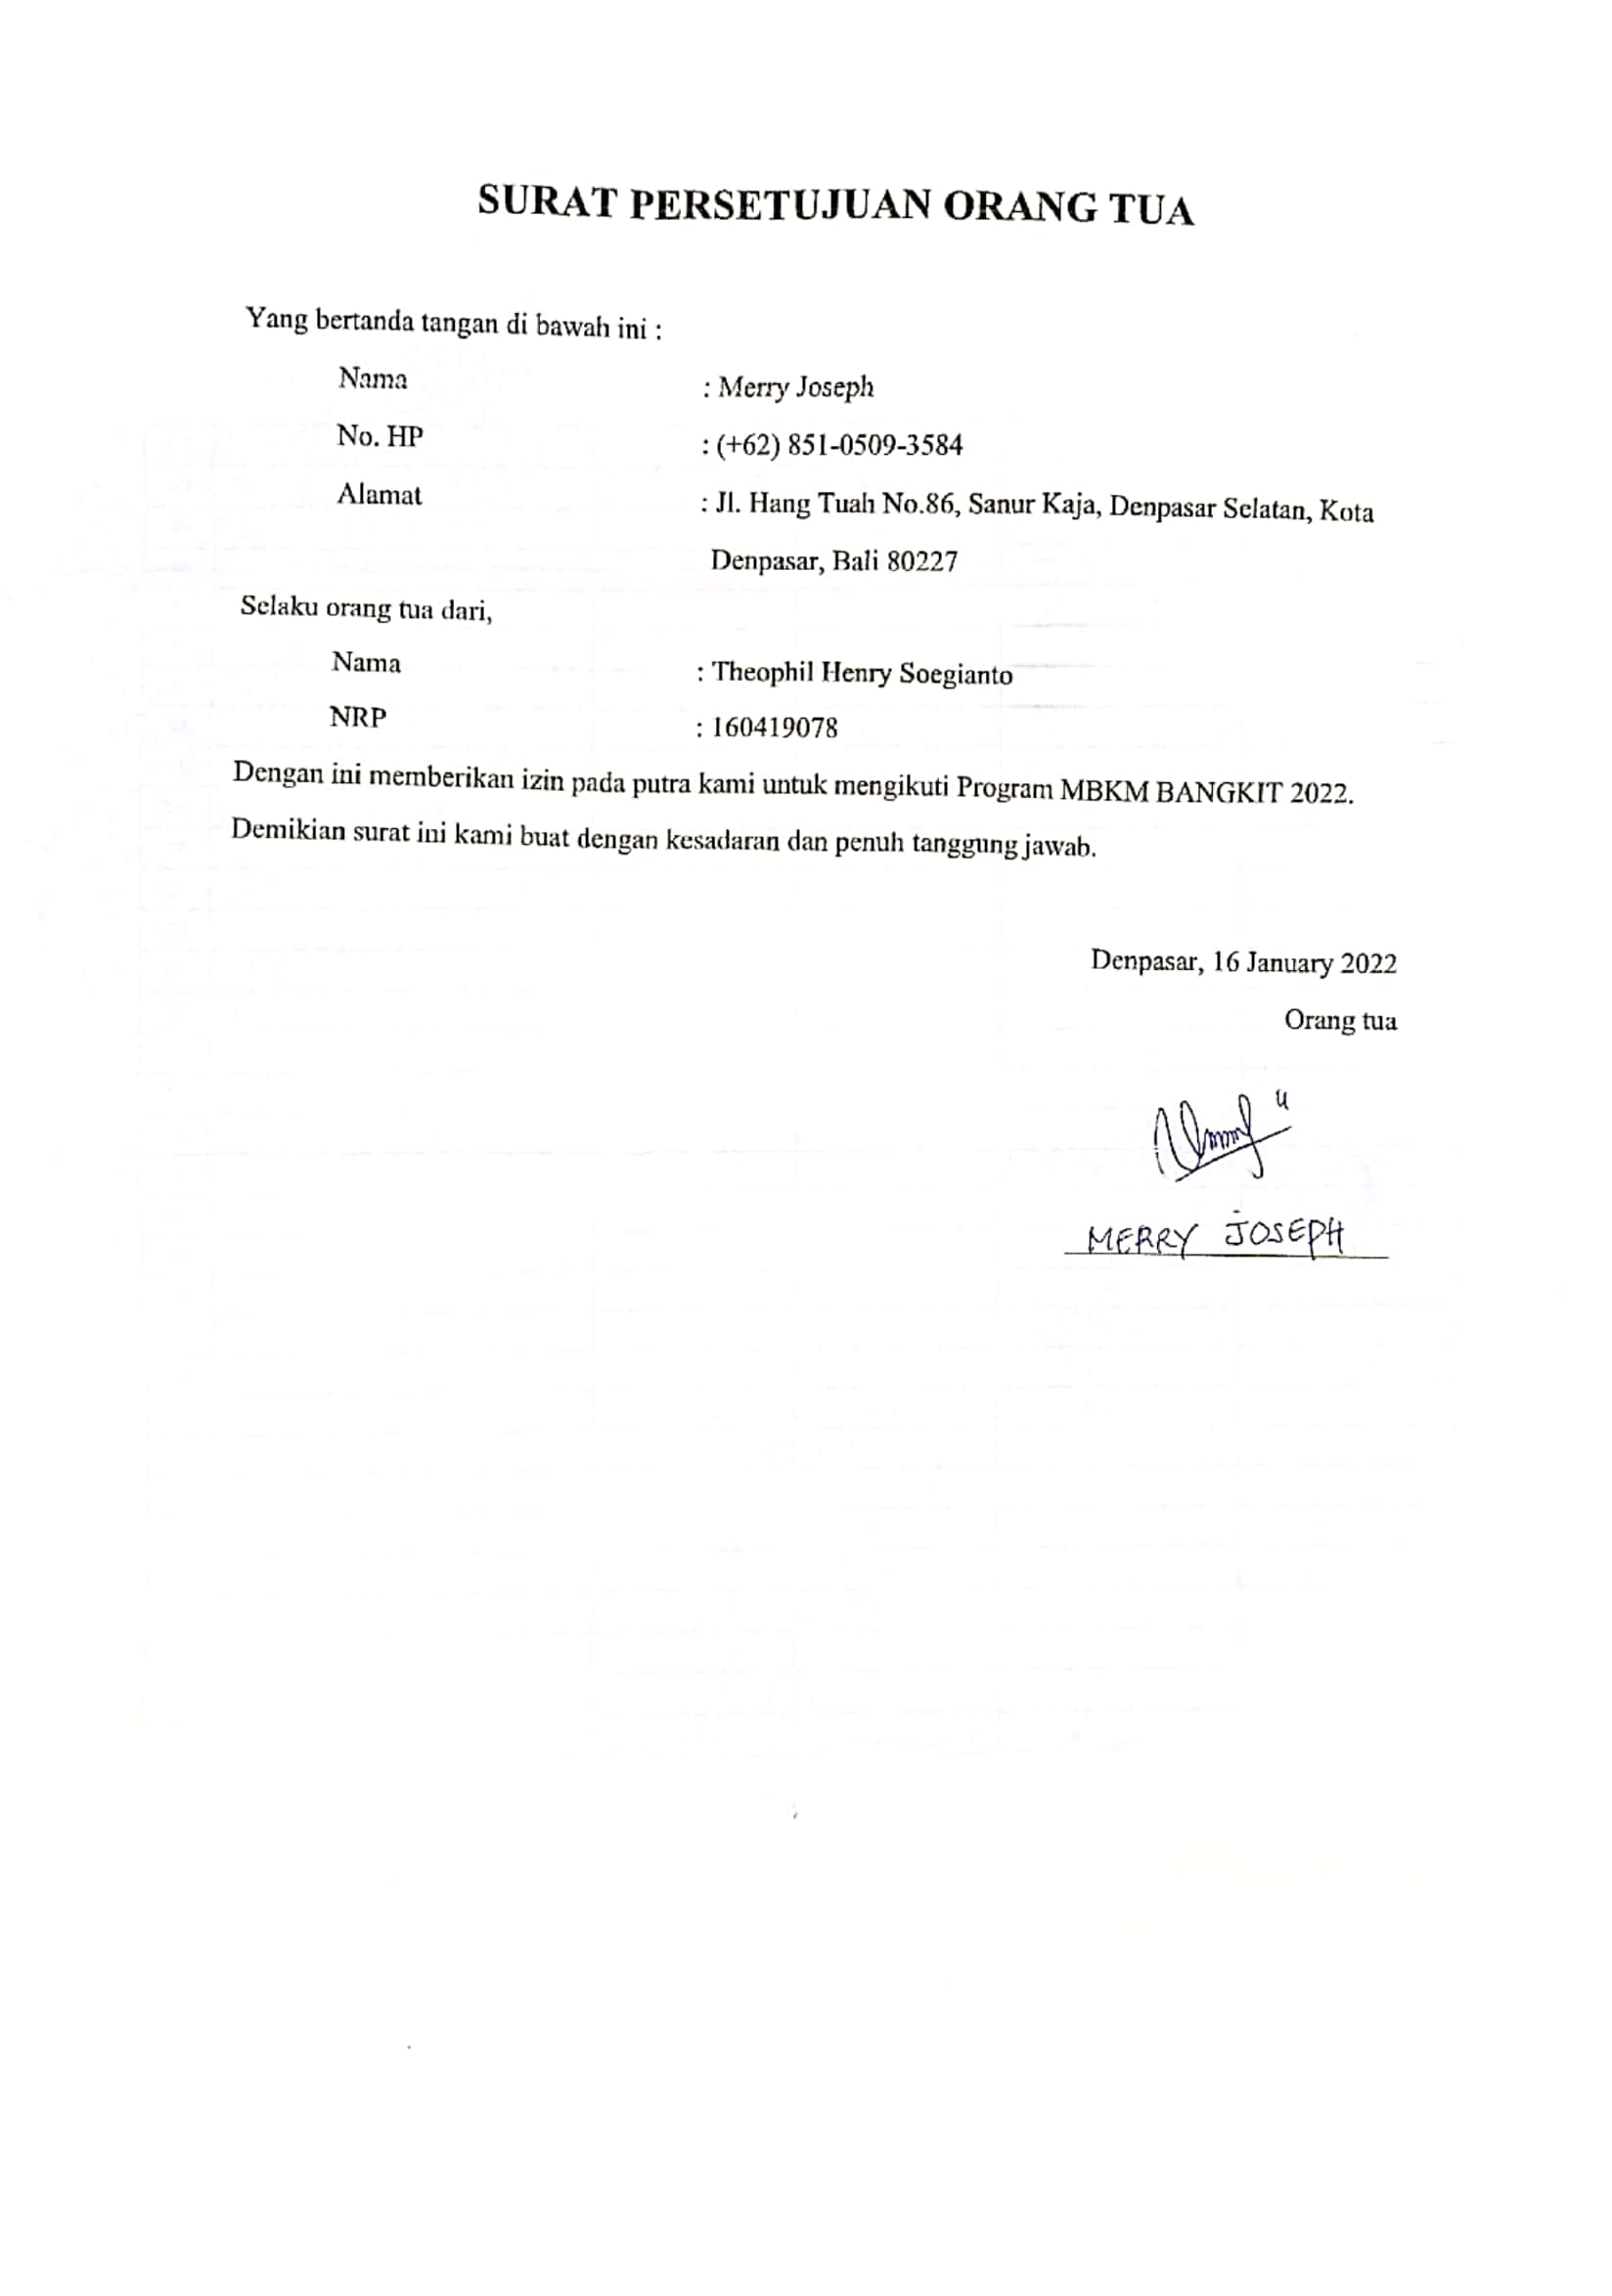 SURAT PERSETUJUAN ORANG TUA
Yang bertanda tangan di bawah ini :
Nama : Merry Joseph
No. HP : (+62) 851-0509-3584
Alamat : Jl. Hang Tuah No.86, Sanur Kaja, Denpasar Selatan, Kota
Denpasar, Bali 80227
Selaku orang tua dari,
Nama : Theophil Henry Soegianto
NRP : 160419078
Dengan ini memberikan izin pada putra kami untuk mengikuti Program MBKM BANGKIT 2022.
Demikian surat ini kami buat dengan kesadaran dan penuh tanggung jawab.
Denpasar, 16 January 2022
Orang tua
MERRY JOSEPH